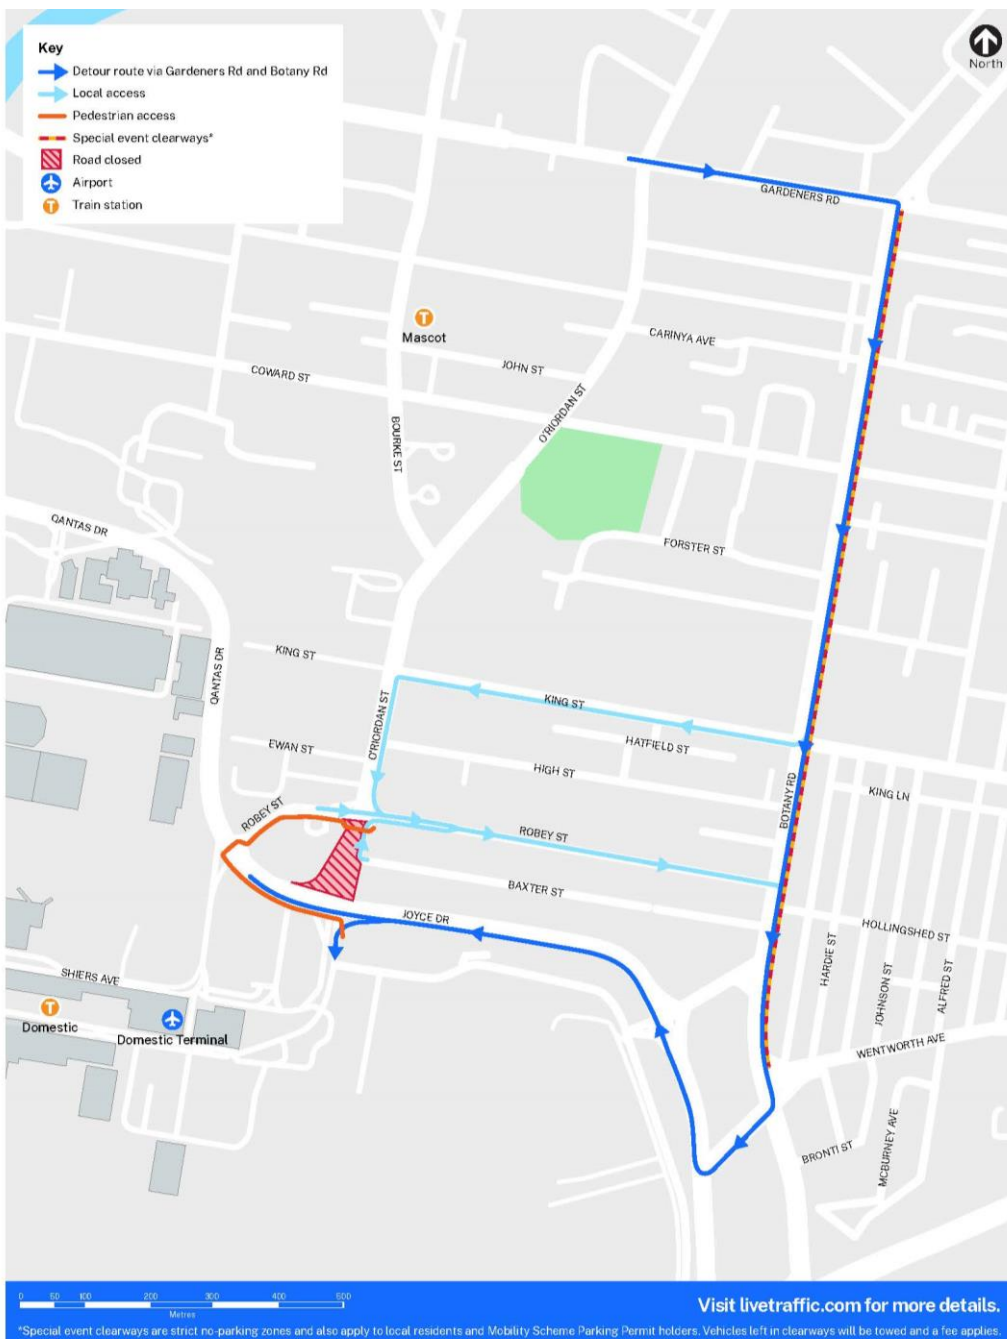 Key
Detour route via Gardeners Rd and Botany Rd
Local access
Pedestrian access
Special event clearways*
Road closed
Airport
Train station
North
GARDENERS RD
Mascot
CARINYA AVE
JOHN ST
COWARD ST
O'RIORDAN ST
BOURKE ST
QANTAS DR
FORSTER ST
QANTAS DR
KING ST
O'RIORDAN ST
KING ST
EWAN ST
HATFIELD ST
HIGH ST
BOTANY RD
KING LN
ROBEY ST
ROBEY ST
BAXTER ST
JOYCE DR
HOLLINGSHED ST
HARDIE ST
JOHNSON ST
ALFRED ST
SHIERS AVE
Domestic
Domestic Terminal
WENTWORTH AVE
BRONTI ST
MCBURNEY AVE
0 50 100 200 300 400 500
Metres
Visit livetraffic.com for more details.
*Special event clearways are strict no-parking zones and also apply to local residents and Mobility Scheme Parking Permit holders. Vehicles left in clearways will be towed and a fee applies.